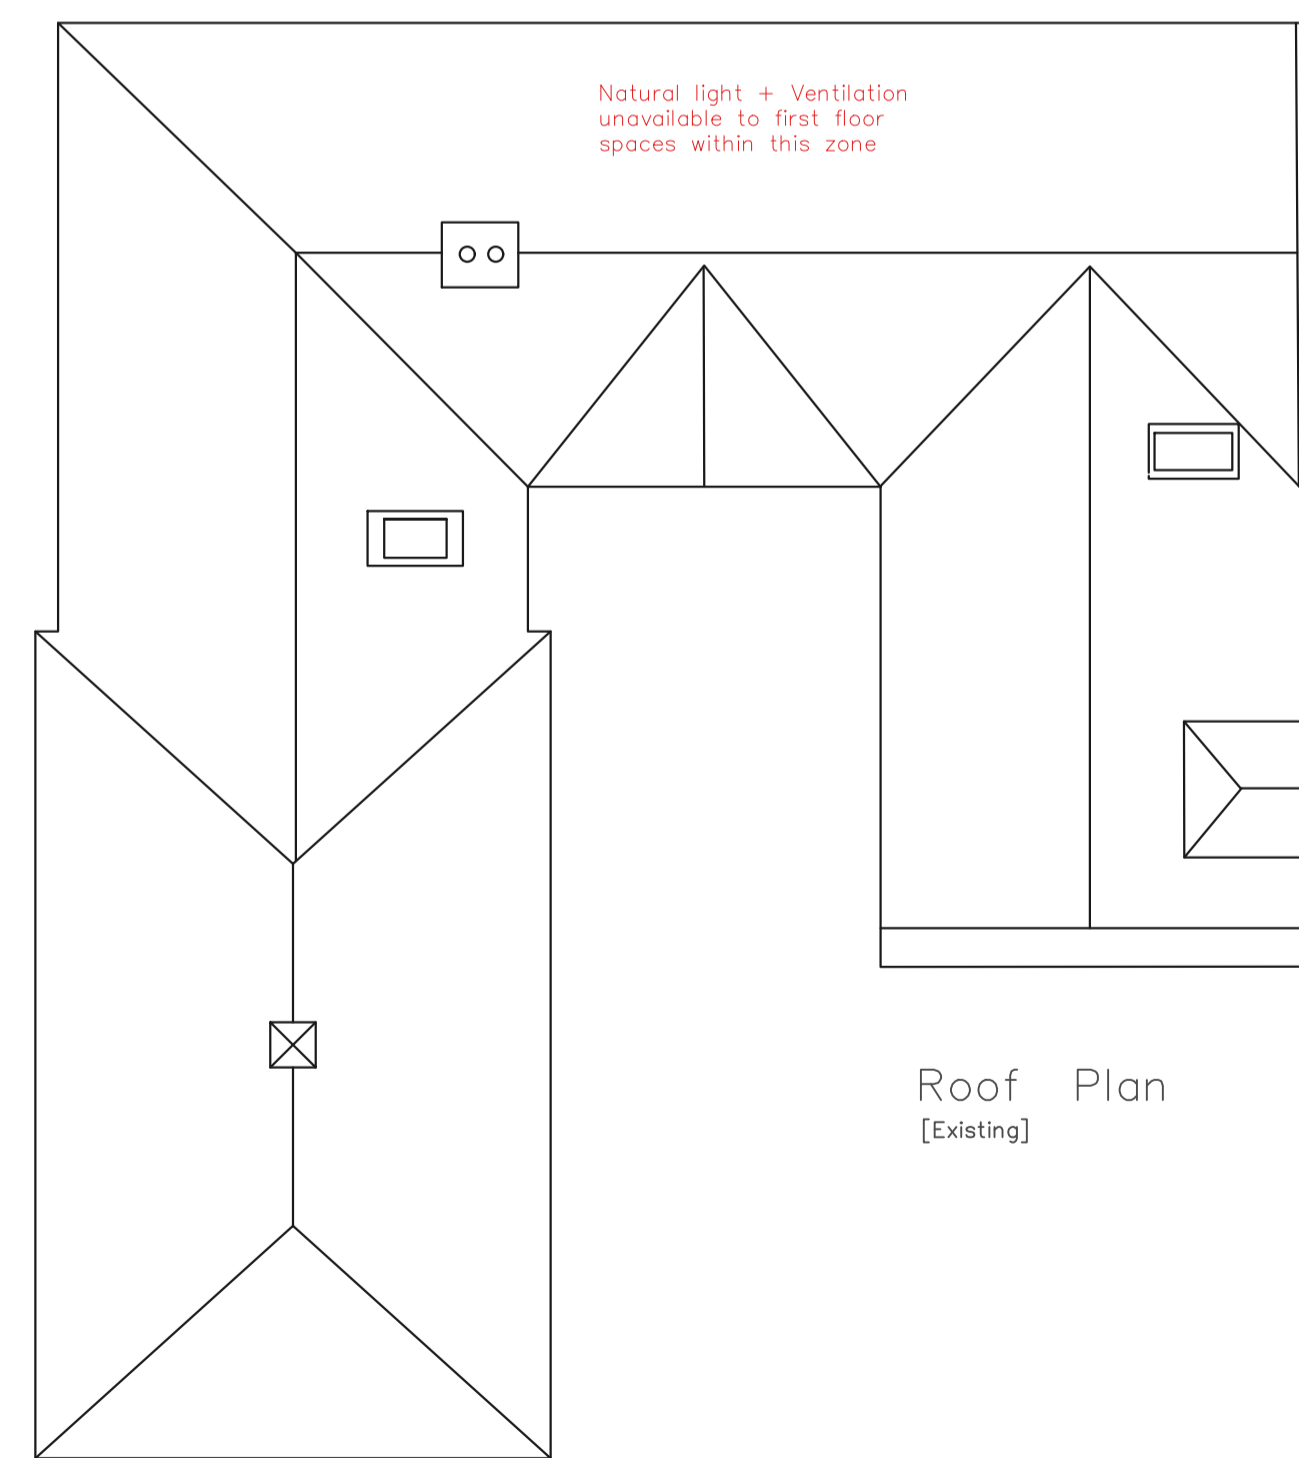 Natural light + Ventilation
unavailable to first floor
spaces within this zone
Roof Plan
[Existing]